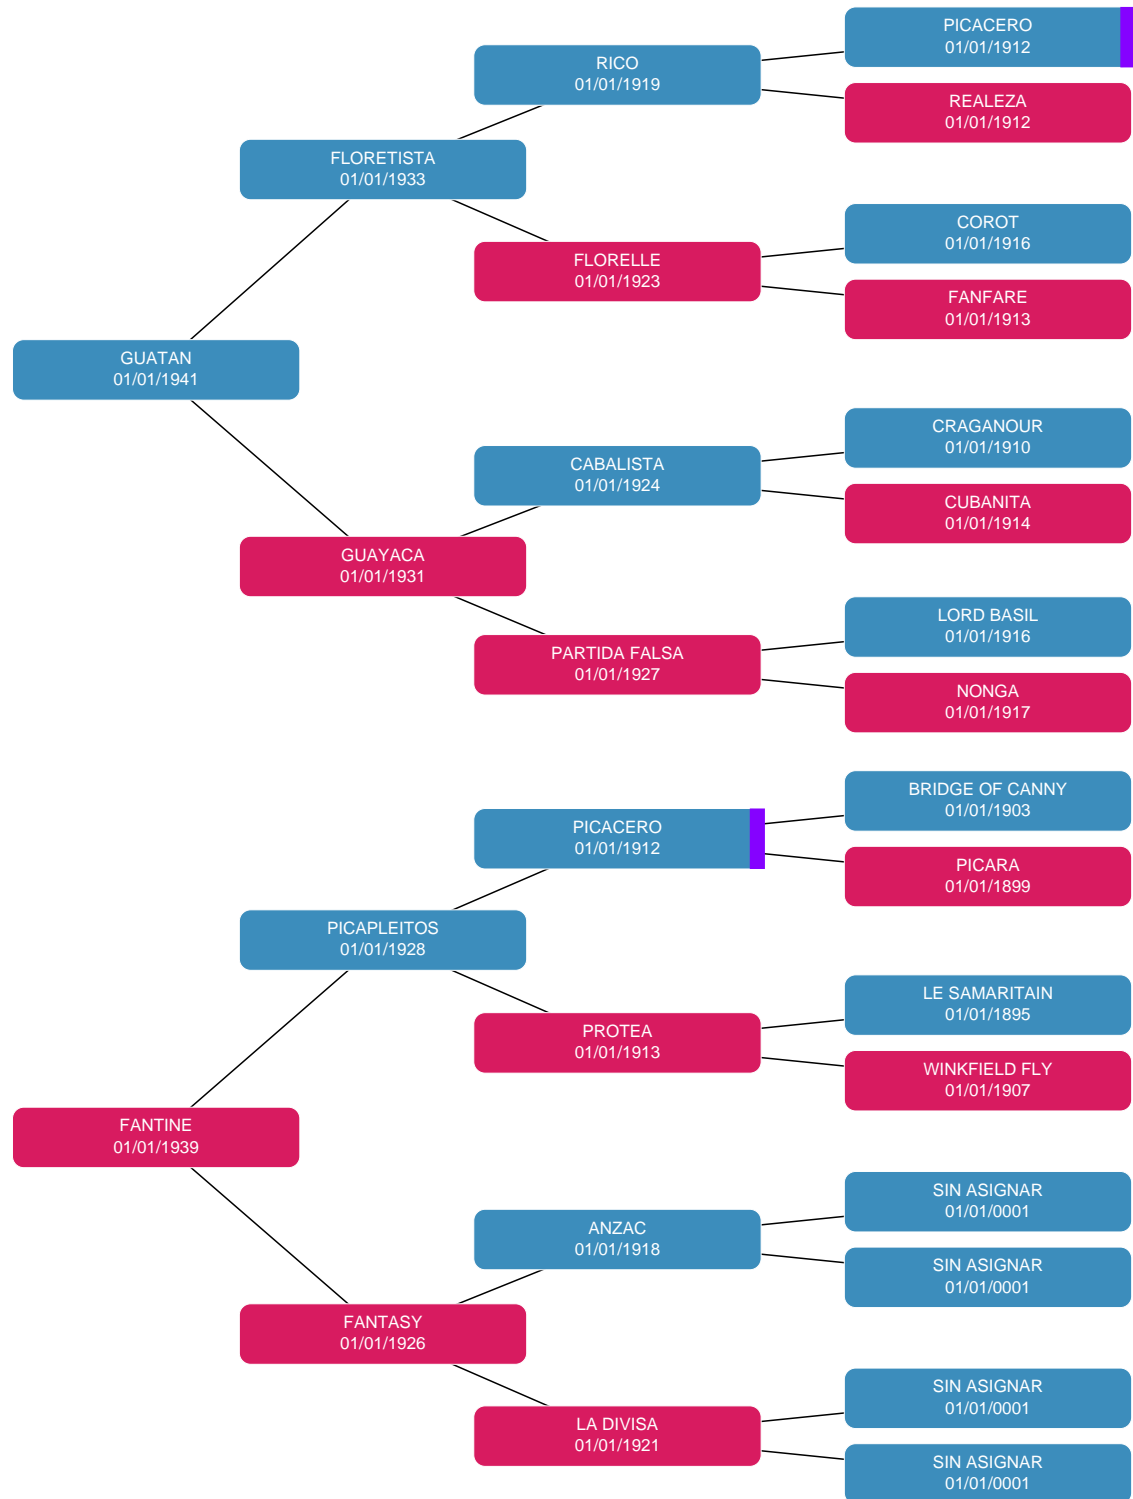 PICACERO
01/01/1912
RICO
01/01/1919
REALEZA
01/01/1912
FLORETISTA
01/01/1933
COROT
01/01/1916
FLORELLE
01/01/1923
FANFARE
01/01/1913
GUATAN
01/01/1941
CRAGANOUR
01/01/1910
CABALISTA
01/01/1924
CUBANITA
01/01/1914
GUAYACA
01/01/1931
LORD BASIL
01/01/1916
PARTIDA FALSA
01/01/1927
NONGA
01/01/1917
BRIDGE OF CANNY
01/01/1903
PICACERO
01/01/1912
PICARA
01/01/1899
PICAPLEITOS
01/01/1928
LE SAMARITAIN
01/01/1895
PROTEA
01/01/1913
WINKFIELD FLY
01/01/1907
FANTINE
01/01/1939
SIN ASIGNAR
01/01/0001
ANZAC
01/01/1918
SIN ASIGNAR
01/01/0001
FANTASY
01/01/1926
SIN ASIGNAR
01/01/0001
LA DIVISA
01/01/1921
SIN ASIGNAR
01/01/0001